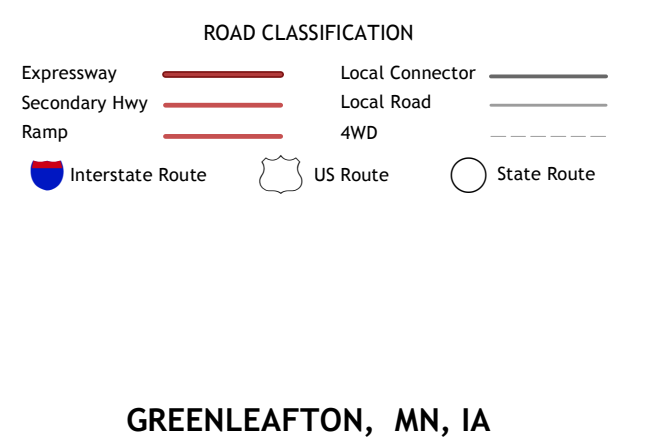 ROAD CLASSIFICATION
Expressway
Local Connector
Secondary Hwy
Local Road
Ramp
4WD
Interstate Route
US Route
State Route
GREENLEAFTON, MN, IA